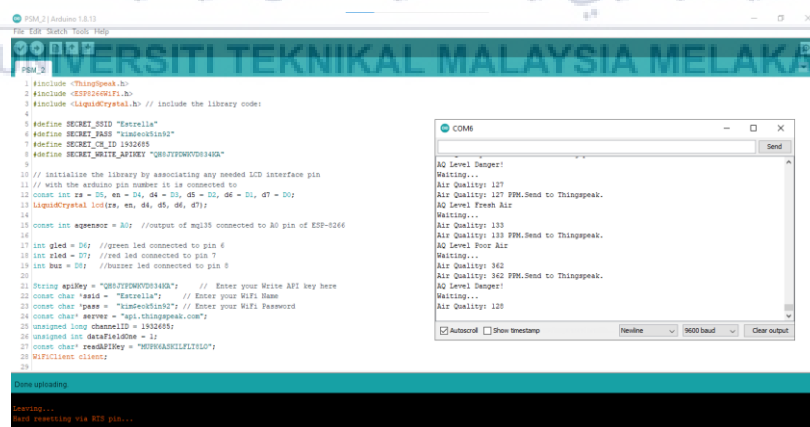 PSM_2 | Arduino 1.8.13
File Edit Sketch Tools Help
UNIVERSITI TEKNIKAL MALAYSIA MELAKA
PSM_2
1 #include <ThingSpeak.h>
2 #include <ESP8266WiFi.h>
3 #include <LiquidCrystal.h> // include the library code:
4
5 #define SECRET_SSID "Estrella"
6 #define SECRET_PASS "kimseok5in92"
7 #define SECRET_CH_ID 1932685
8 #define SECRET_WRITE_APIKEY "QH8JYPDWKVD834KA"
9
10 // initialize the library by associating any needed LCD interface pin
11 // with the arduino pin number it is connected to
12 const int rs = D5, en = D4, d4 = D3, d5 = D2, d6 = D1, d7 = D0;
13 LiquidCrystal lcd(rs, en, d4, d5, d6, d7);
14
15 const int aqsensor = A0; //output of mq135 connected to A0 pin of ESP-8266
16
17 int gled = D6; //green led connected to pin 6
18 int rled = D7; //red led connected to pin 7
19 int buz = D8; //buzzer led connected to pin 8
20
21 String apiKey = "QH8JYPDWKVD834KA"; // Enter your Write API key here
22 const char *ssid = "Estrella"; // Enter your WiFi Name
23 const char *pass = "kimseok5in92"; // Enter your WiFi Password
24 const char* server = "api.thingspeak.com";
25 unsigned long channelID = 1932685;
26 unsigned int dataFieldOne = 1;
27 const char* readAPIKey =
28 WiFiClient client;
29
COM6
Send
AQ Level Danger!
Waiting...
Air Quality: 127
Air Quality: 127 PPM.Send to Thingspeak.
AQ Level Fresh Air
Waiting...
Air Quality: 133
Air Quality: 133 PPM.Send to Thingspeak.
AQ Level Poor Air
Waiting...
Air Quality: 362
Air Quality: 362 PPM.Send to Thingspeak.
AQ Level Danger!
Waiting...
Air Quality: 128
Autoscroll Show timestamp Newline 9600 baud Clear output
Done uploading.
Leaving...
Hard resetting via RTS pin...